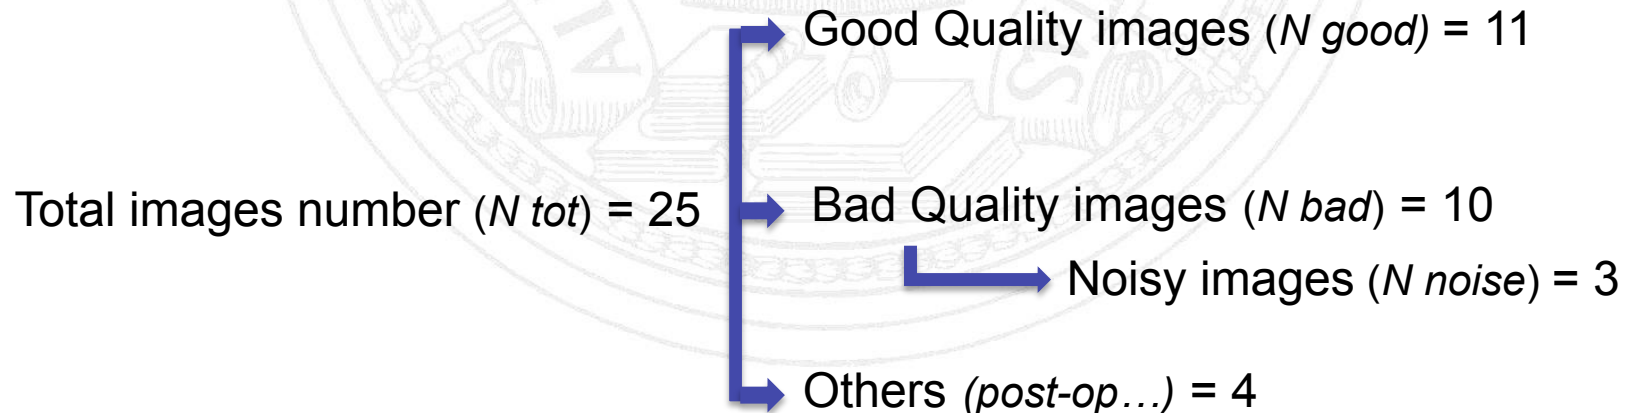 Good Quality images (N good) = 11
Total images number (N tot) = 25
Bad Quality images (N bad) = 10
Noisy images (N noise) = 3
Others (post-op…) = 4